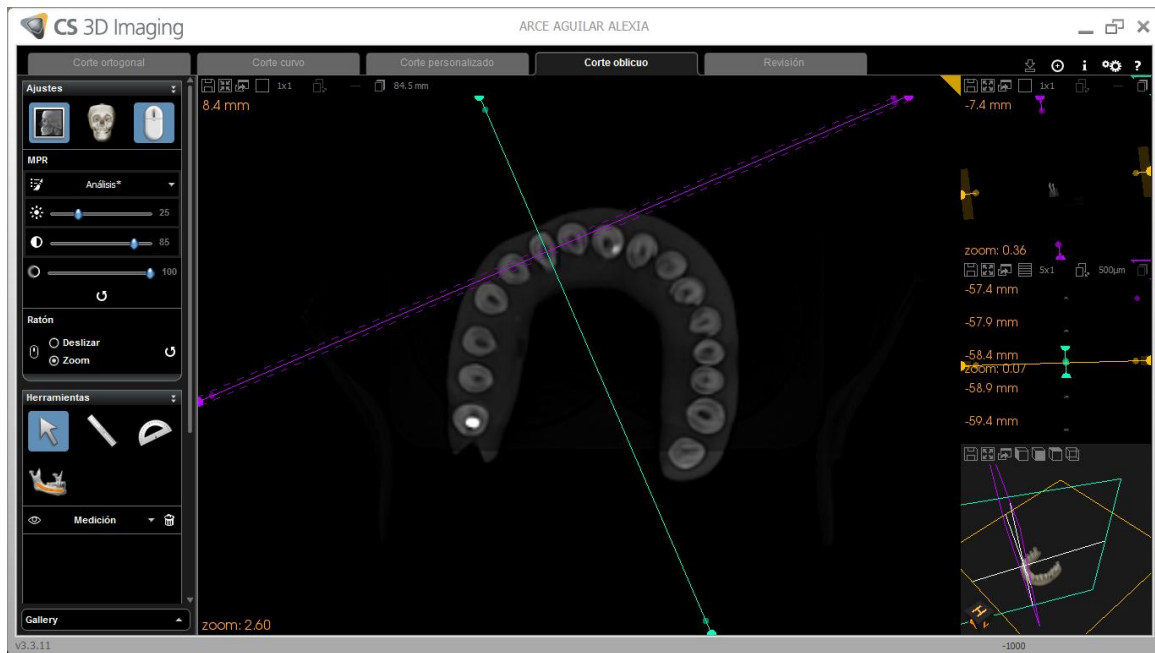 CS 3D Imaging
ARCE AGUILAR ALEXIA
Corte ortogonal
Corte curvo
Corte personalizado
Corte oblicuo
Revisión
i
?
Ajustes
MPR
Análisis*
25
85
100
Ratón
Deslizar
Zoom
Herramientas
Medición
Gallery
v3.3.11
1x1
84.5 mm
8.4 mm
zoom: 2.60
1x1
-7.4 mm
zoom: 0.36
5x1
500µm
-57.4 mm
-57.9 mm
-58.4 mm
zoom: 0.07
-58.9 mm
-59.4 mm
H
-1000